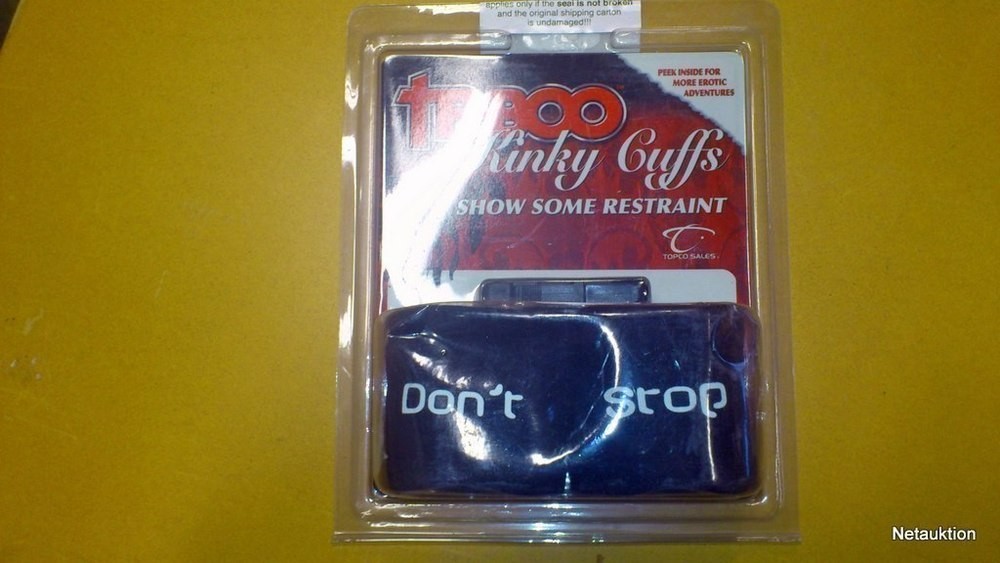 applies only if the seal is not broken
and the original shipping carton
is undamaged!!!
PEEK INSIDE FOR
MORE EROTIC
ADVENTURES
taboo
Kinky Cuffs
SHOW SOME RESTRAINT
TOPCO SALES
Don't stop
Netauktion